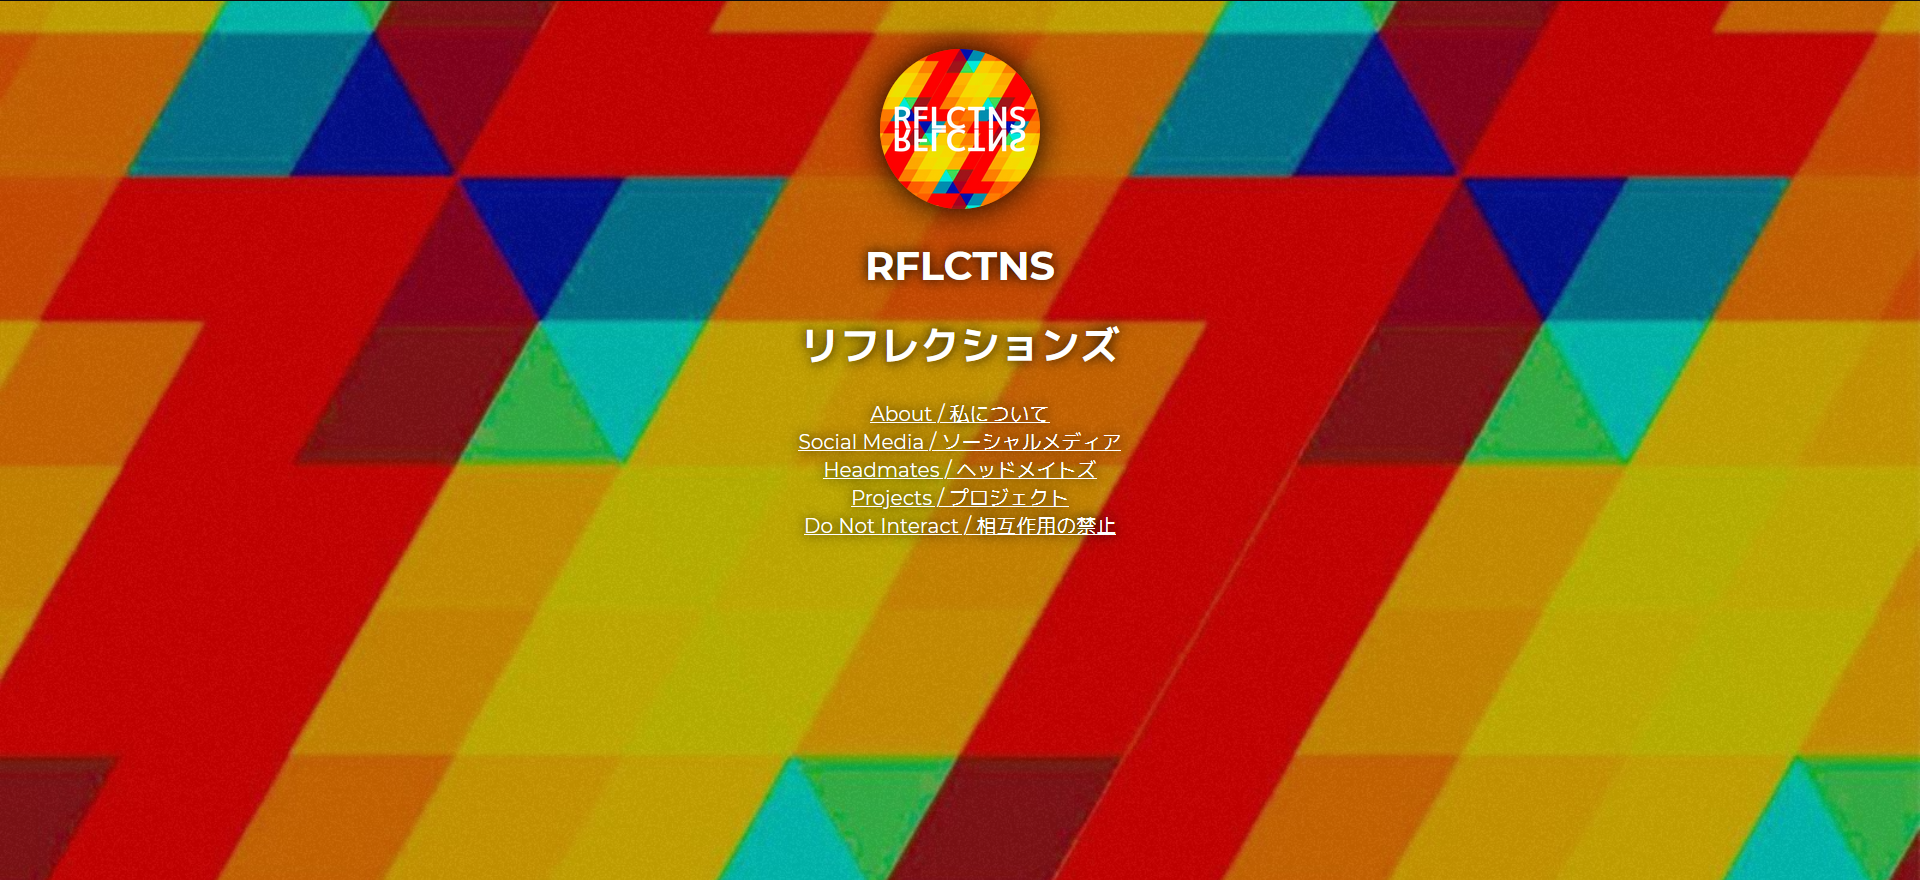 RFLCTNS
RFLCTNS
リフレクションズ
About / 私について
Social Media / ソーシャルメディア
Headmates / ヘッドメイトズ
Projects / プロジェクト
Do Not Interact / 相互作用の禁止